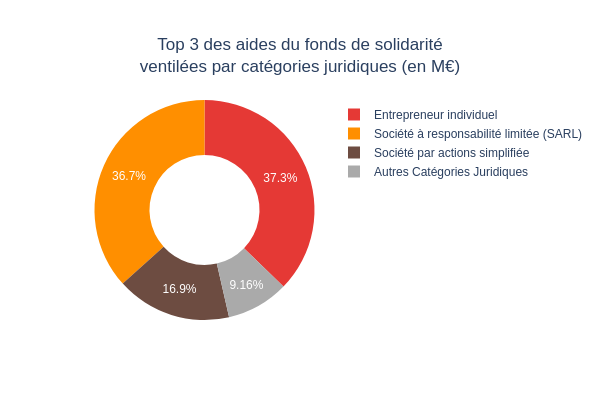 Top 3 des aides du fonds de solidarité
ventilées par catégories juridiques (en M€)
Entrepreneur individuel
Société à responsabilité limitée (SARL)
Société par actions simplifiée
Autres Catégories Juridiques
36.7%
37.3%
16.9%
9.16%